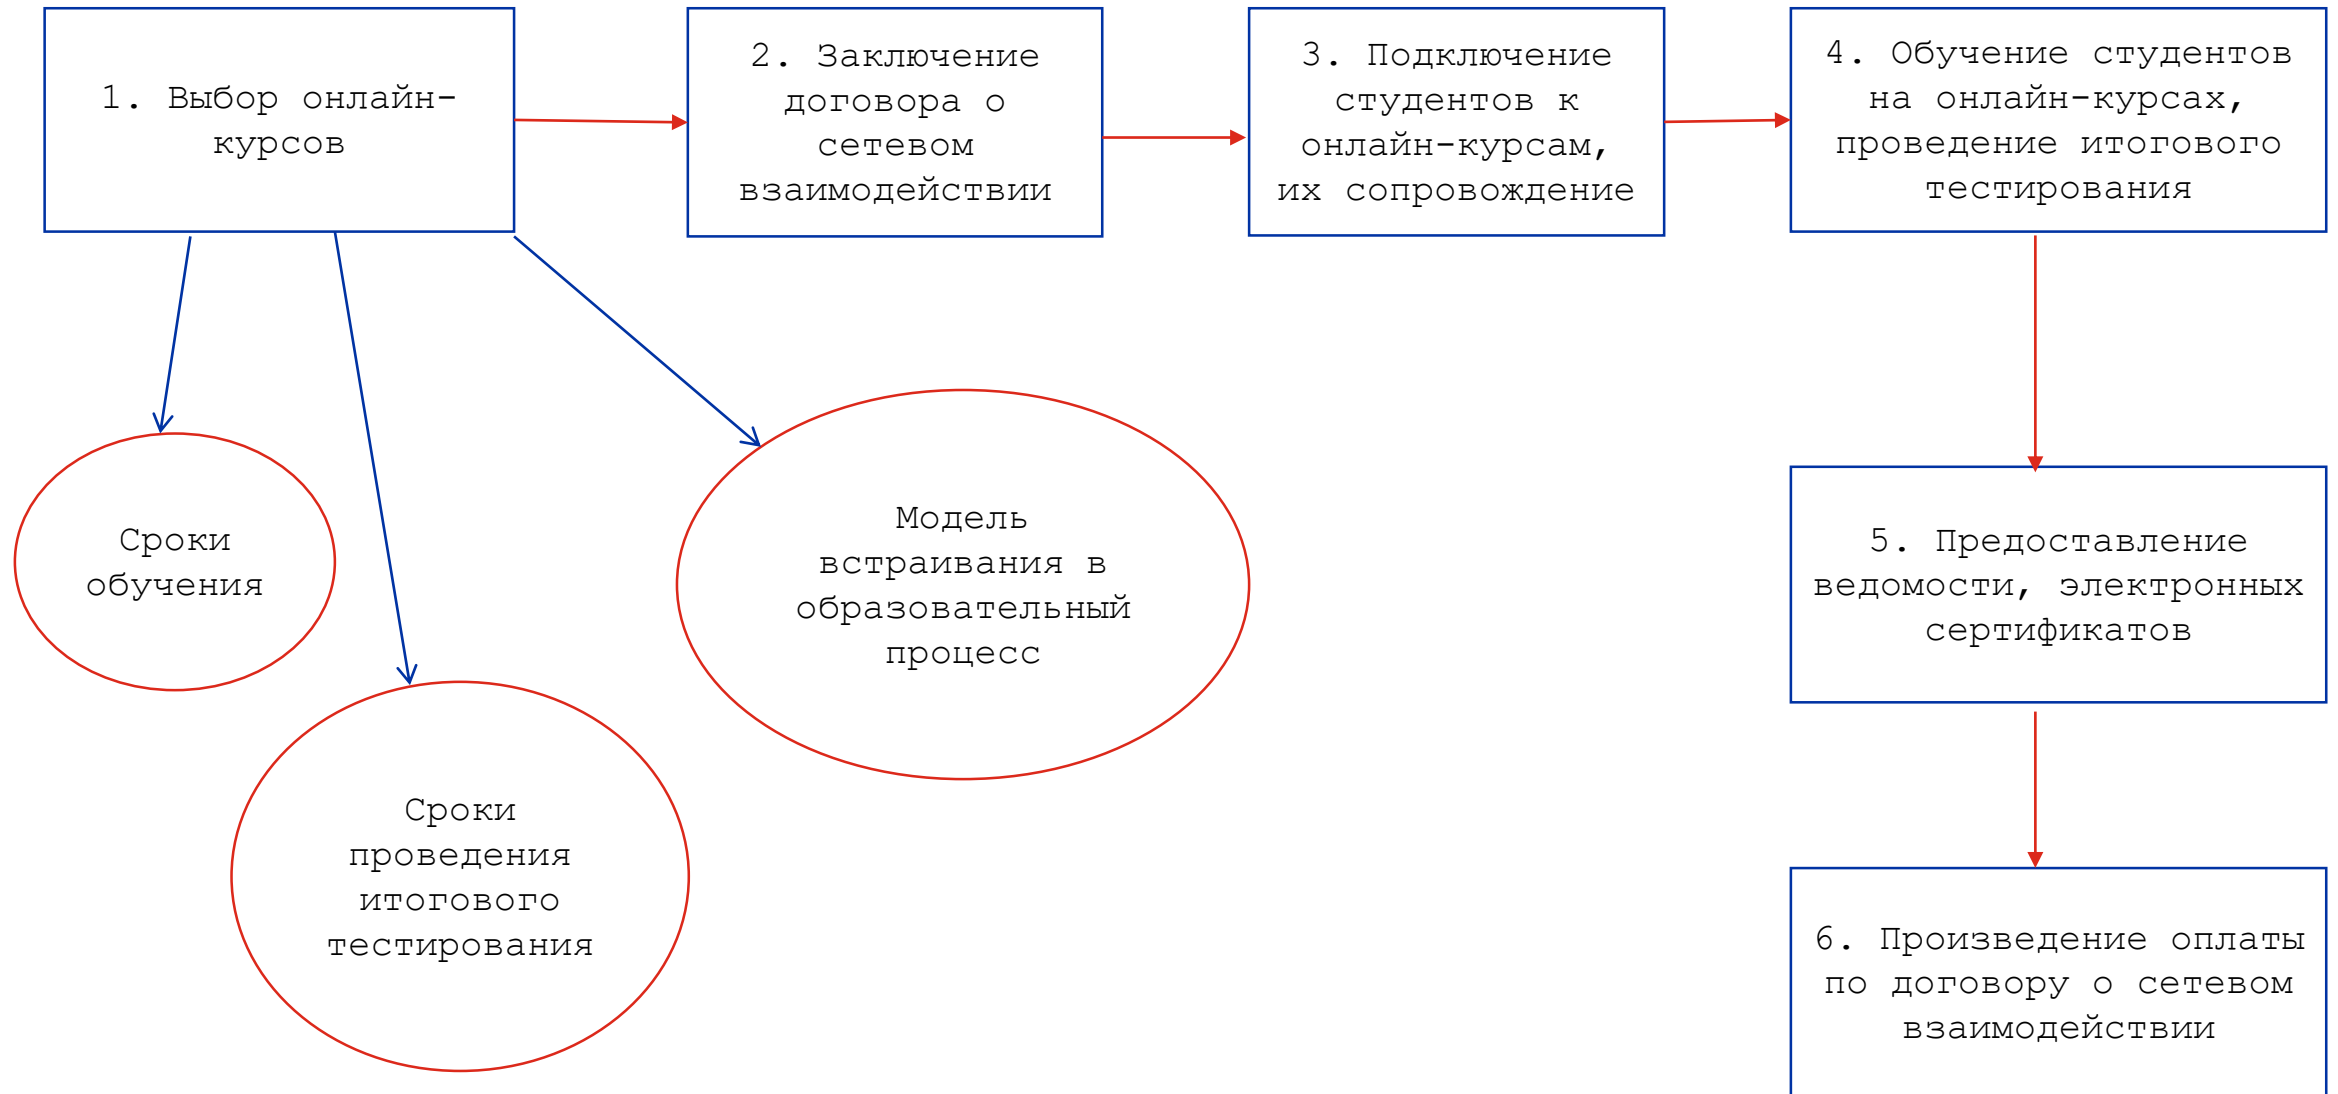 1. Выбор онлайн-
курсов
2. Заключение
договора о
сетевом
взаимодействии
3. Подключение
студентов к
онлайн-курсам,
их сопровождение
4. Обучение студентов
на онлайн-курсах,
проведение итогового
тестирования
Сроки
обучения
Сроки
проведения
итогового
тестирования
Модель
встраивания в
образовательный
процесс
5. Предоставление
ведомости, электронных
сертификатов
6. Произведение оплаты
по договору о сетевом
взаимодействии